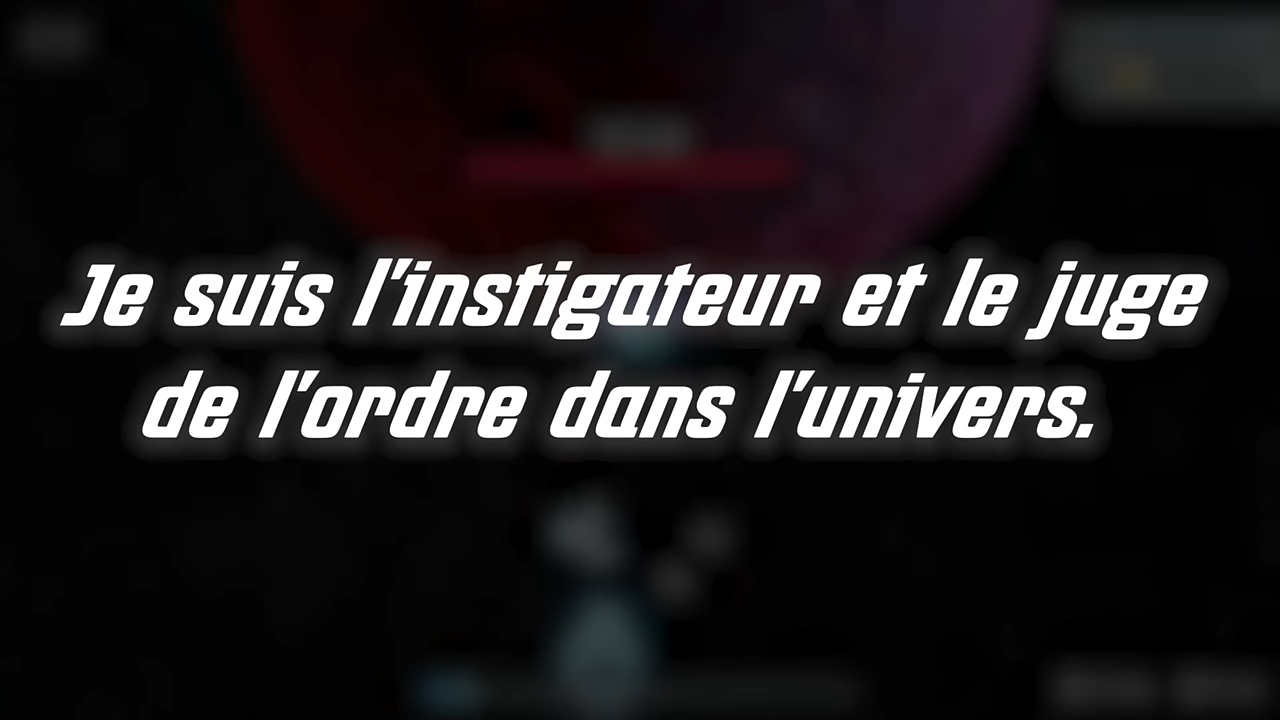 Je suis l'instigateur et le juge
de l'ordre dans l'univers.